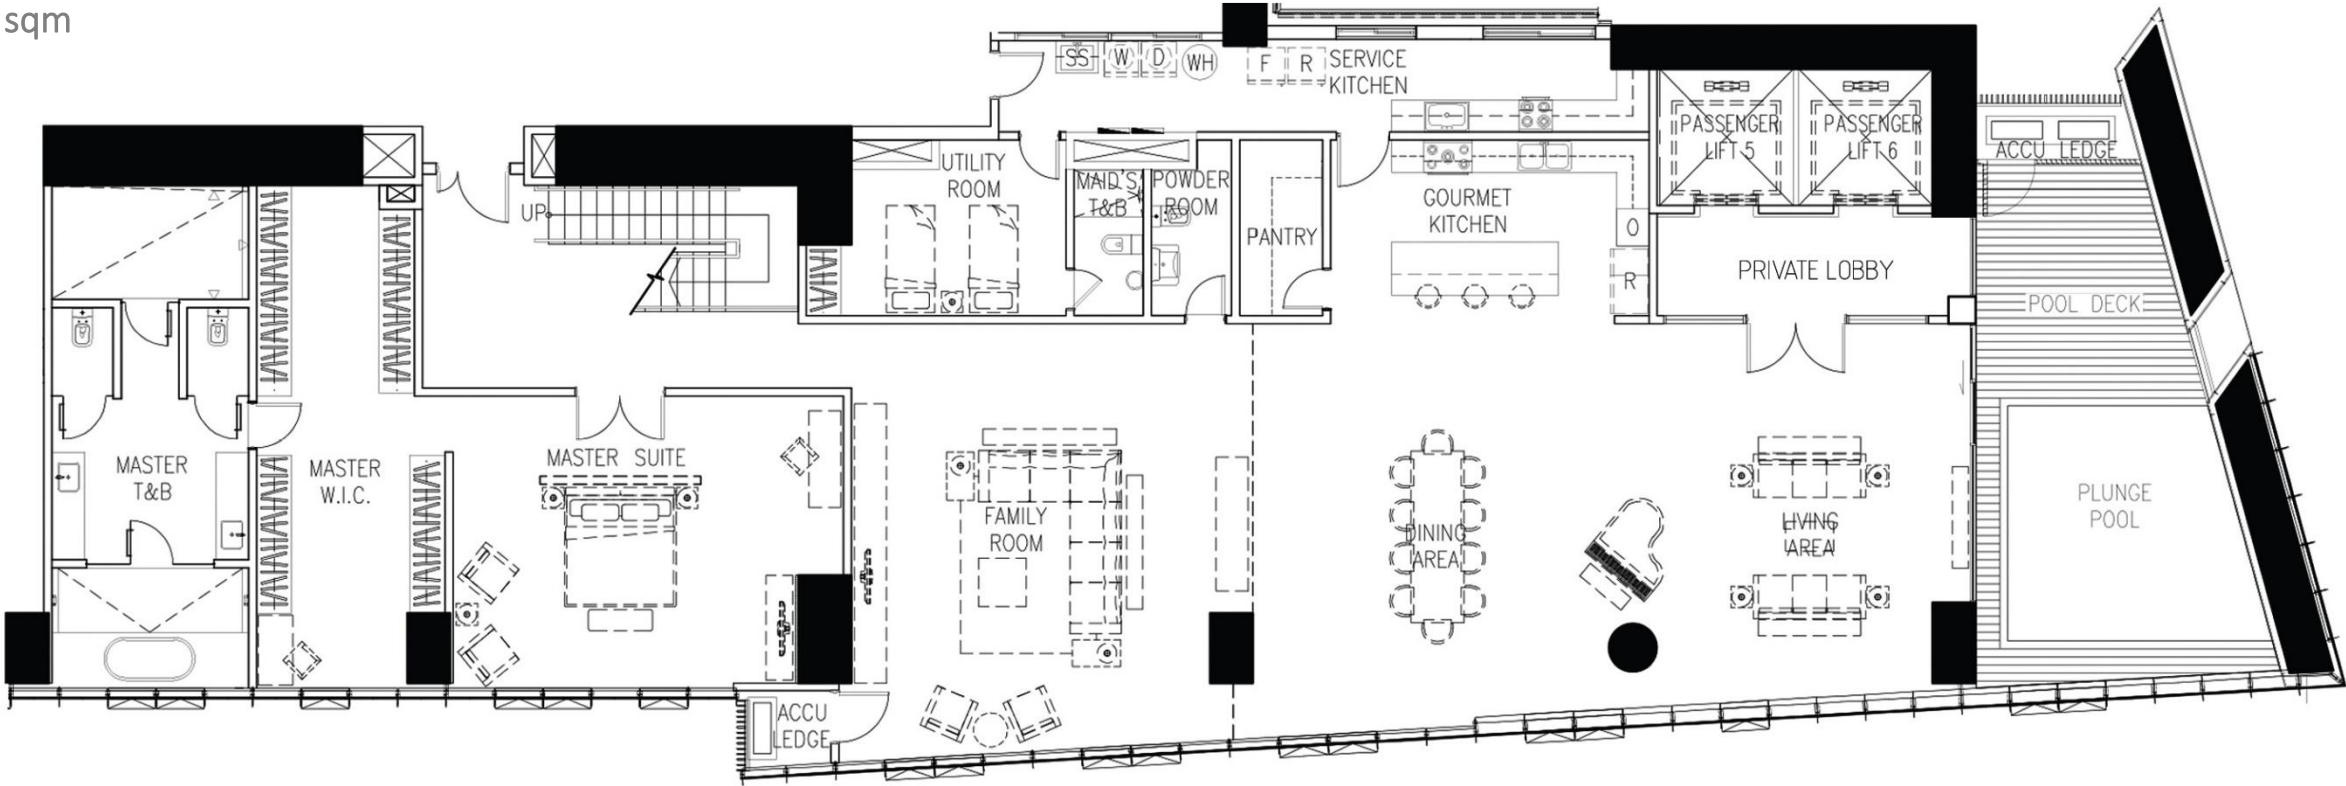 sqm
SS
W
D
WH
F
R
SERVICE
KITCHEN
PASSENGER
LIFT 5
PASSENGER
LIFT 6
ACCU LEDGE
UTILITY
ROOM
MAID'S
T&B
POWDER
ROOM
PANTRY
GOURMET
KITCHEN
O
R
PRIVATE LOBBY
UP
POOL DECK
MASTER
T&B
MASTER
W.I.C.
MASTER SUITE
FAMILY
ROOM
DINING
AREA
LIVING
AREA
PLUNGE
POOL
ACCU
LEDGE